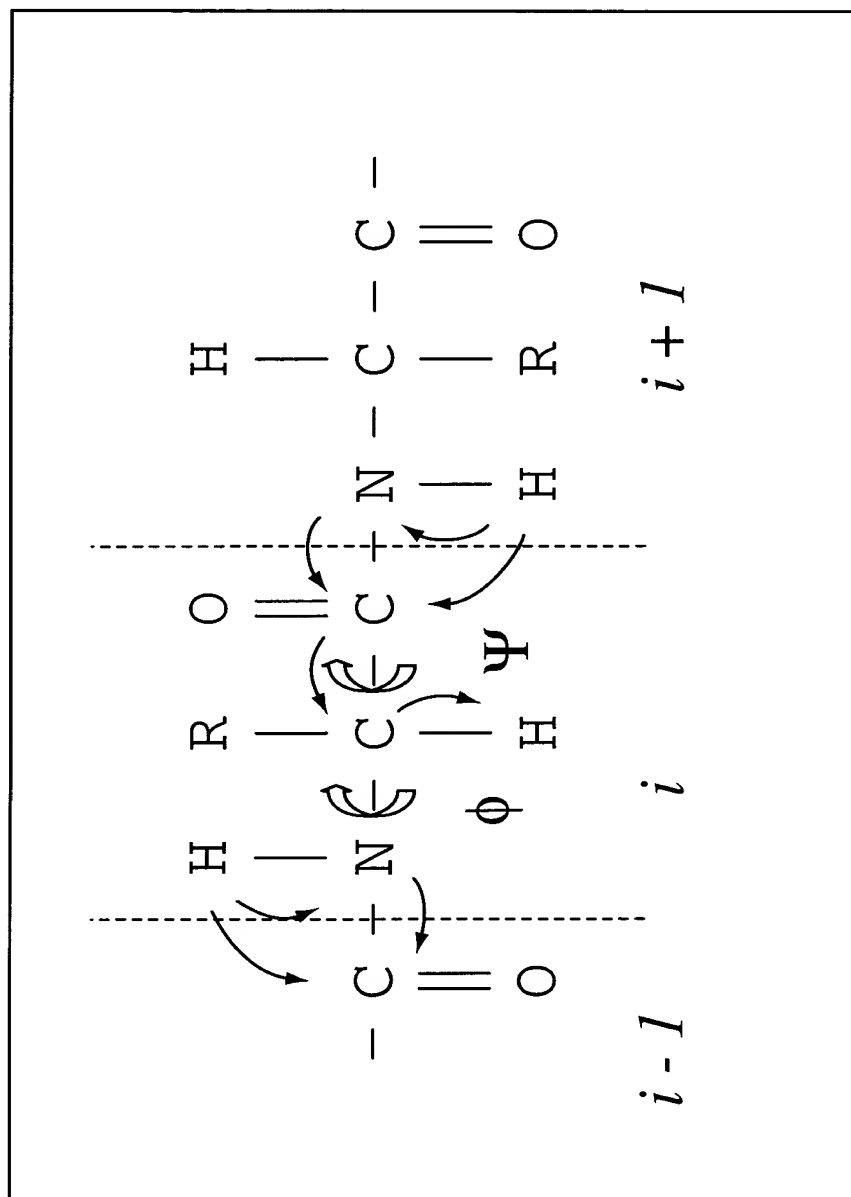 H R O H
– C – N – C – C – N – C – C –
ϕ Ψ
O H H R O
i - 1 i i + 1